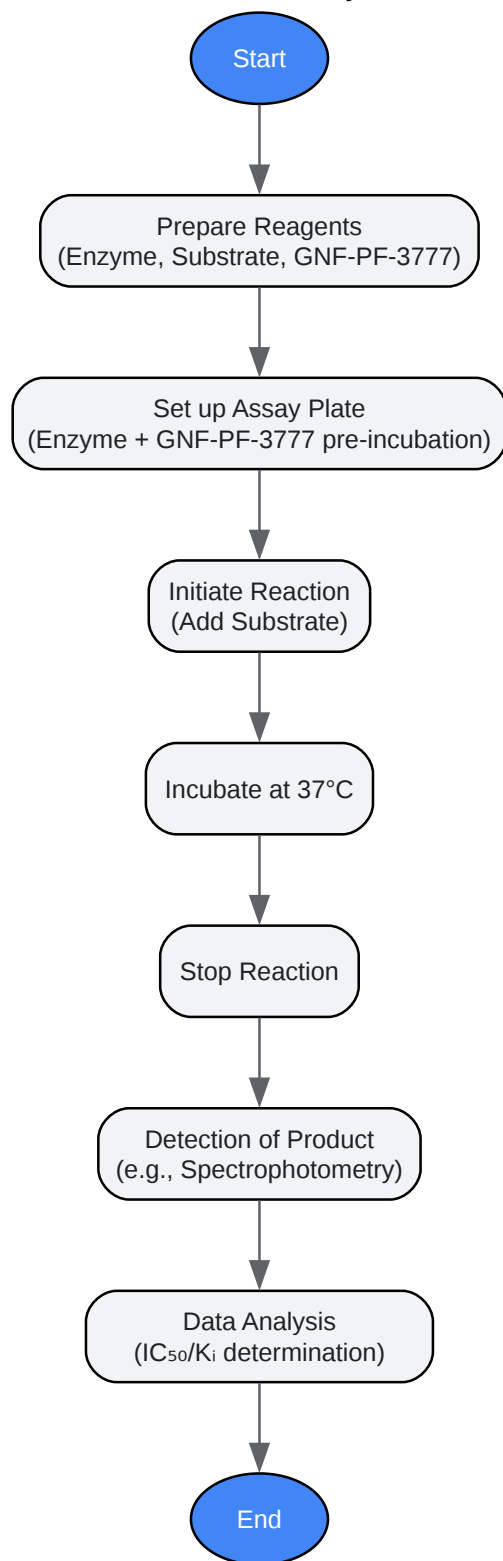 Start
Prepare Reagents
(Enzyme, Substrate, GNF-PF-3777)
Set up Assay Plate
(Enzyme + GNF-PF-3777 pre-incubation)
Initiate Reaction
(Add Substrate)
Incubate at 37°C
Stop Reaction
Detection of Product
(e.g., Spectrophotometry)
Data Analysis
(IC₅₀/Kᵢ determination)
End